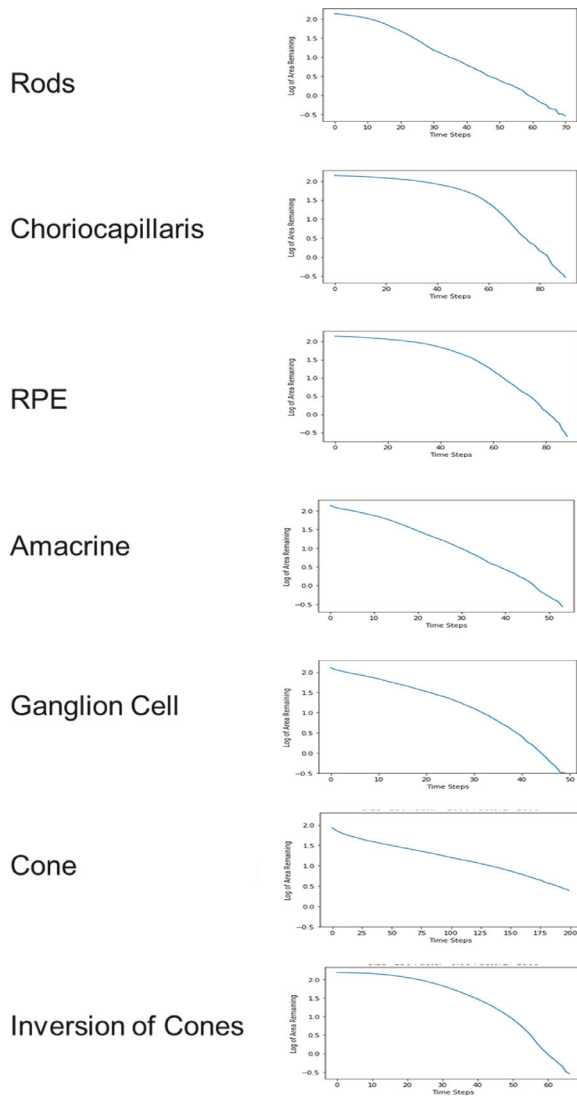 Rods
Log of Area Remaining
2.0
1.5
1.0
0.5
0.0
−0.5
0 10 20 30 40 50 60 70
Time Steps
Choriocapillaris
Log of Area Remaining
2.0
1.5
1.0
0.5
0.0
−0.5
0 20 40 60 80
Time Steps
RPE
Log of Area Remaining
2.0
1.5
1.0
0.5
0.0
−0.5
0 20 40 60 80
Time Steps
Amacrine
Log of Area Remaining
2.0
1.5
1.0
0.5
0.0
−0.5
0 10 20 30 40 50
Time Steps
Ganglion Cell
Log of Area Remaining
2.0
1.5
1.0
0.5
0.0
−0.5
0 10 20 30 40 50
Time Steps
Cone
Log of Area Remaining
2.0
1.5
1.0
0.5
0.0
−0.5
0 25 50 75 100 125 150 175 200
Time Steps
Inversion of Cones
Log of Area Remaining
2.0
1.5
1.0
0.5
0.0
−0.5
0 10 20 30 40 50 60
Time Steps